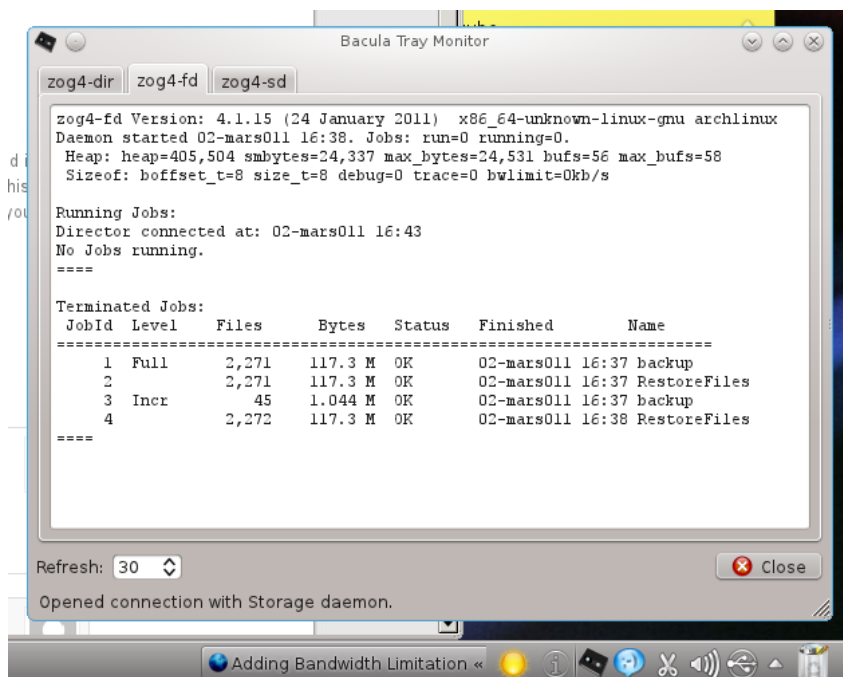 Bacula Tray Monitor
zog4-dir zog4-fd zog4-sd
zog4-fd Version: 4.1.15 (24 January 2011)  x86_64-unknown-linux-gnu archlinux
Daemon started 02-mars011 16:38. Jobs: run=0 running=0.
Heap: heap=405,504 smbytes=24,337 max_bytes=24,531 bufs=56 max_bufs=58
Sizeof: boffset_t=8 size_t=8 debug=0 trace=0 bwlimit=0kb/s
Running Jobs:
Director connected at: 02-mars011 16:43
No Jobs running.
====
Terminated Jobs:
JobId  Level    Files      Bytes   Status   Finished        Name
======================================================================
1  Full      2,271    117.3 M  OK       02-mars011 16:37 backup
2            2,271    117.3 M  OK       02-mars011 16:37 RestoreFiles
3  Incr         45    1.044 M  OK       02-mars011 16:37 backup
4            2,272    117.3 M  OK       02-mars011 16:38 RestoreFiles
====
Refresh: 30
Close
Opened connection with Storage daemon.
Adding Bandwidth Limitation «